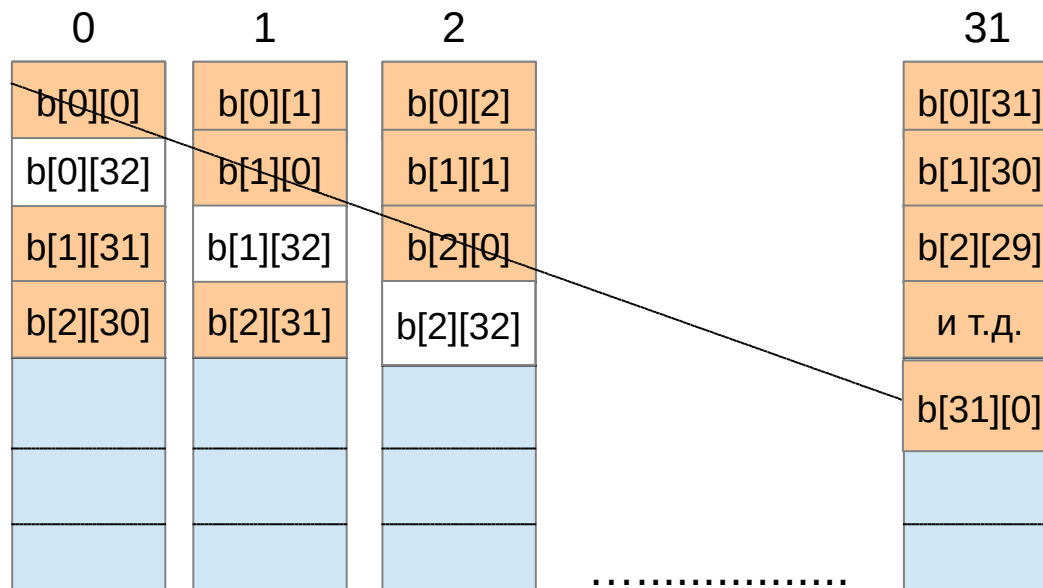 0 1 2 31
b[0][0] b[0][1] b[0][2] b[0][31]
b[0][32] b[1][0] b[1][1] b[1][30]
b[1][31] b[1][32] b[2][0] b[2][29]
b[2][30] b[2][31] b[2][32] и т.д.
b[31][0]
..................